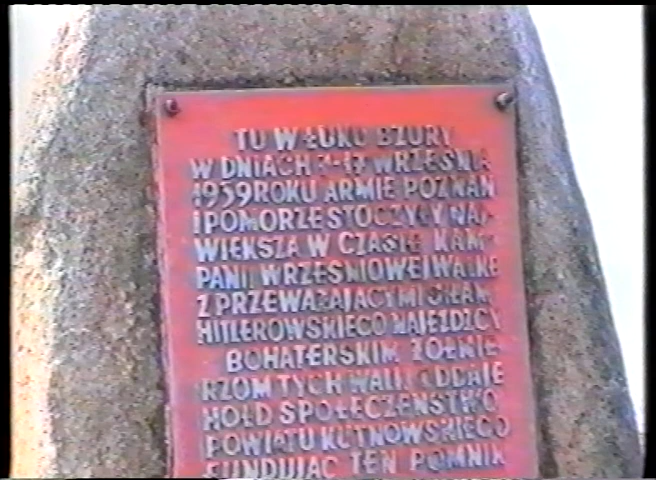 TU W ŁUKU BZURY
W DNIACH 9-17 WRZEŚNIA
1939 ROKU ARMIE POZNAŃ
I POMORZE STOCZYŁY NAJ-
WIĘKSZĄ W CZASIE KAM-
PANII WRZEŚNIOWEJ WALKĘ
Z PRZEWAŻAJĄCYMI SIŁAMI
HITLEROWSKIEGO NAJEŹDZCY
BOHATERSKIM ŻOŁNIE-
RZOM TYCH WALK ODDAJE
HOŁD SPOŁECZEŃSTWO
POWIATU KUTNOWSKIEGO
FUNDUJĄC TEN POMNIK